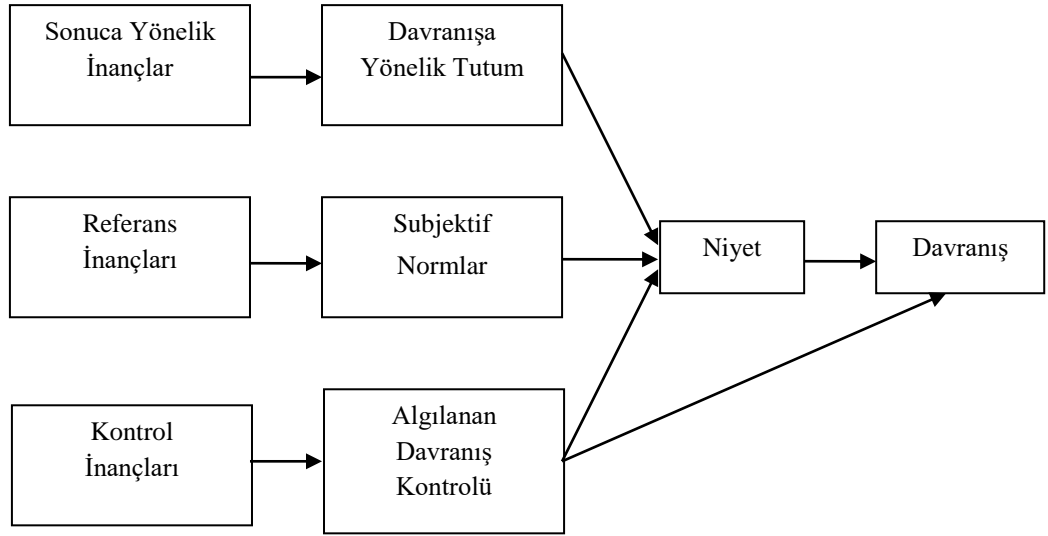 Sonuca Yönelik
İnançlar
Davranışa
Yönelik Tutum
Referans
İnançları
Subjektif
Normlar
Niyet
Davranış
Kontrol
İnançları
Algılanan
Davranış
Kontrolü